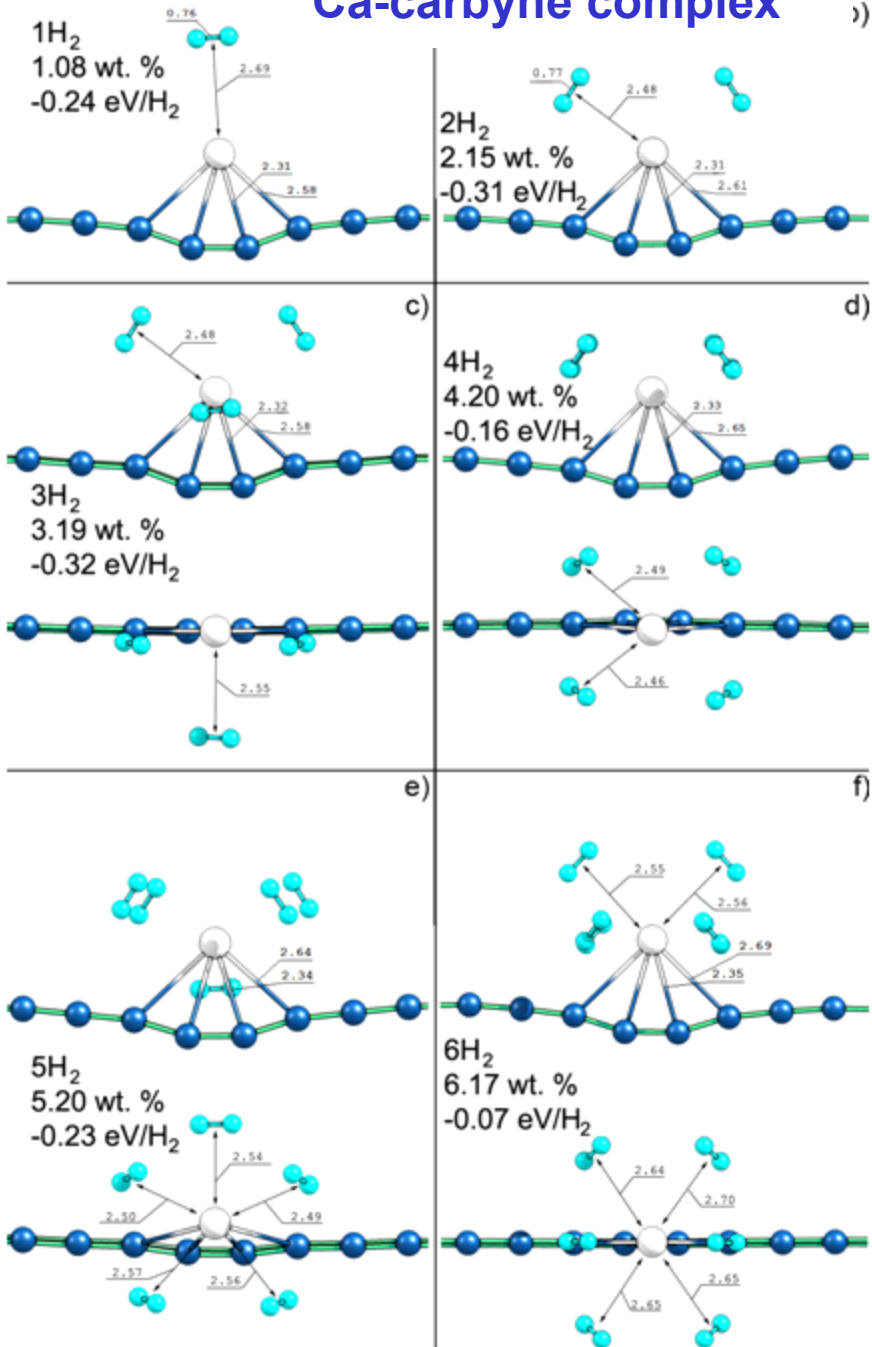 Ca-carbyne complex
b)
1H₂
1.08 wt. %
-0.24 eV/H₂
0.76
2.69
2.31
2.58
2H₂
2.15 wt. %
-0.31 eV/H₂
0.77
2.48
2.31
2.61
c)
2.48
2.32
2.58
3H₂
3.19 wt. %
-0.32 eV/H₂
2.55
d)
4H₂
4.20 wt. %
-0.16 eV/H₂
2.33
2.65
2.49
2.46
e)
2.64
2.34
5H₂
5.20 wt. %
-0.23 eV/H₂
2.54
2.50
2.49
2.57
2.56
f)
2.55
2.56
2.69
2.35
6H₂
6.17 wt. %
-0.07 eV/H₂
2.64
2.70
2.65
2.65